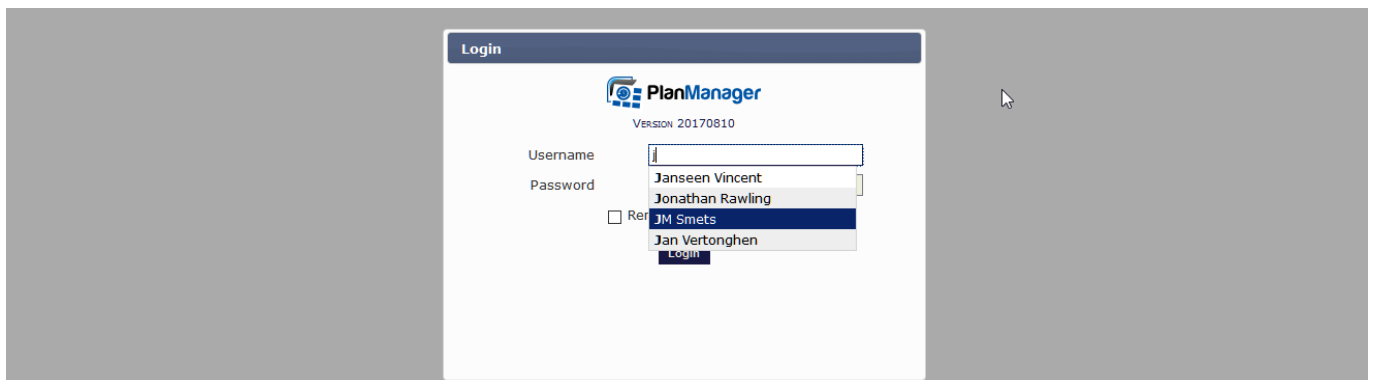 Login
PlanManager
VERSION 20170810
Username j
Janseen Vincent
Password
Jonathan Rawling
JM Smets
Jan Vertonghen
Login